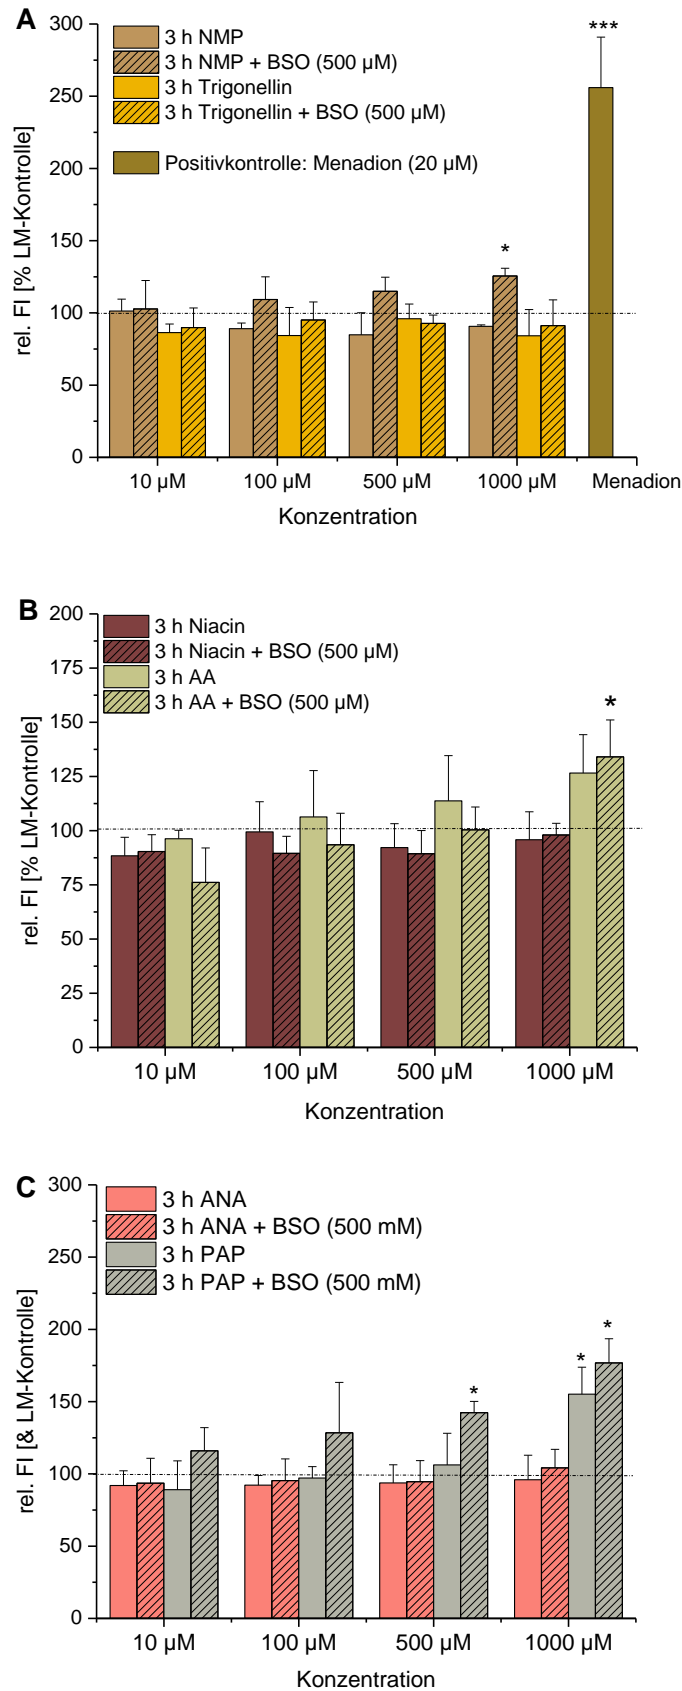 A
rel. FI [% LM-Kontrolle]
300
250
200
150
100
50
0
3 h NMP
3 h NMP + BSO (500 µM)
3 h Trigonellin
3 h Trigonellin + BSO (500 µM)
Positivkontrolle: Menadion (20 µM)
***
*
10 µM 100 µM 500 µM 1000 µM Menadion
Konzentration
B
rel. FI [% LM-Kontrolle]
200
175
150
125
100
75
50
25
0
3 h Niacin
3 h Niacin + BSO (500 µM)
3 h AA
3 h AA + BSO (500 µM)
*
10 µM 100 µM 500 µM 1000 µM
Konzentration
C
rel. FI [& LM-Kontrolle]
300
250
200
150
100
50
0
3 h ANA
3 h ANA + BSO (500 mM)
3 h PAP
3 h PAP + BSO (500 mM)
* * *
10 µM 100 µM 500 µM 1000 µM
Konzentration